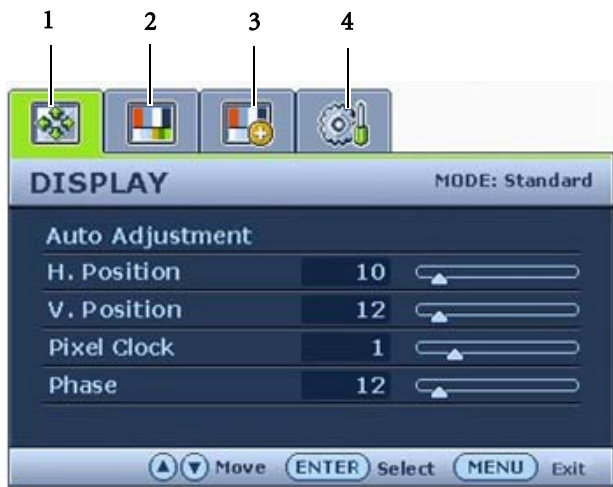 1 2 3 4
DISPLAY MODE: Standard
Auto Adjustment
H. Position 10
V. Position 12
Pixel Clock 1
Phase 12
Move ENTER Select MENU Exit